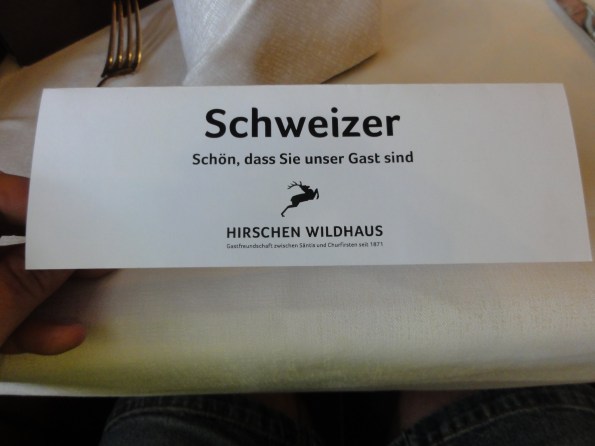 Schweizer
Schön, dass Sie unser Gast sind
HIRSCHEN WILDHAUS
Gastfreundschaft zwischen Säntis und Churfirsten seit 1871